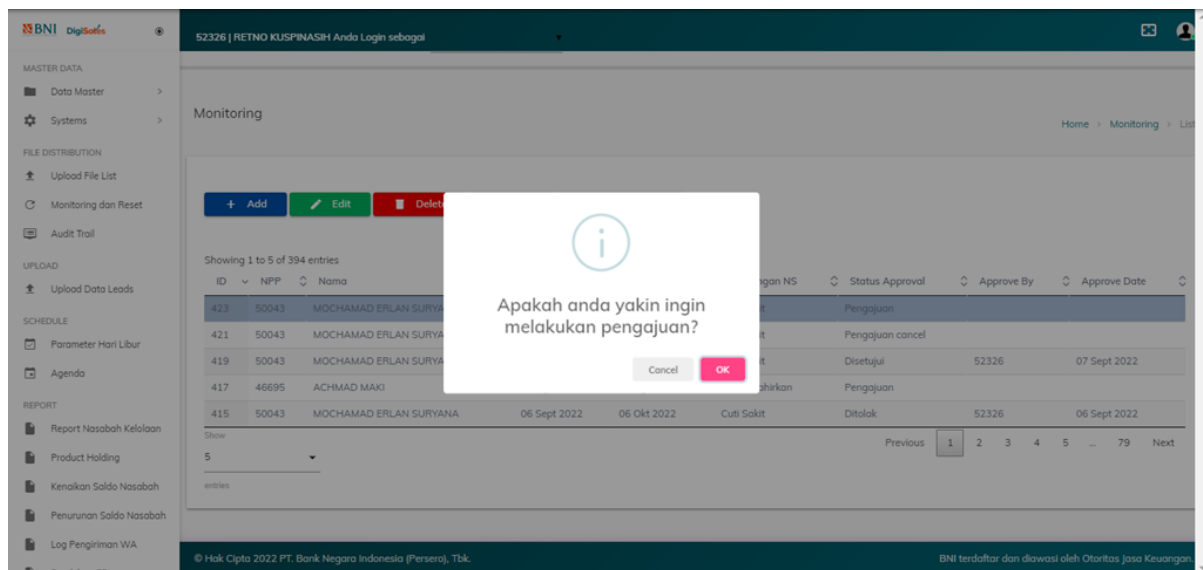 BNI DigiSales
52326 | RETNO KUSPINASIH Anda Login sebagai
MASTER DATA
Data Master
Systems
FILE DISTRIBUTION
Upload File List
Monitoring dan Reset
Audit Trail
UPLOAD
Upload Data Leads
SCHEDULE
Parameter Hari Libur
Agenda
REPORT
Report Nasabah Kelolaan
Product Holding
Kenaikan Saldo Nasabah
Penurunan Saldo Nasabah
Log Pengiriman WA
Monitoring
Home > Monitoring > List
+ Add Edit Delete
Showing 1 to 5 of 394 entries
ID NPP Nama Status Approval Approve By Approve Date
423 50043 MOCHAMAD ERLAN SURYA Pengajuan
421 50043 MOCHAMAD ERLAN SURYA Pengajuan cancel
419 50043 MOCHAMAD ERLAN SURYA Disetujui 52326 07 Sept 2022
417 46695 ACHMAD MAKI Pengajuan
415 50043 MOCHAMAD ERLAN SURYANA 06 Sept 2022 06 Okt 2022 Cuti Sakit Ditolak 52326 06 Sept 2022
Show
5
entries
Previous 1 2 3 4 5 ... 79 Next
Apakah anda yakin ingin
melakukan pengajuan?
Cancel OK
© Hak Cipta 2022 PT. Bank Negara Indonesia (Persero), Tbk.
BNI terdaftar dan diawasi oleh Otoritas Jasa Keuangan